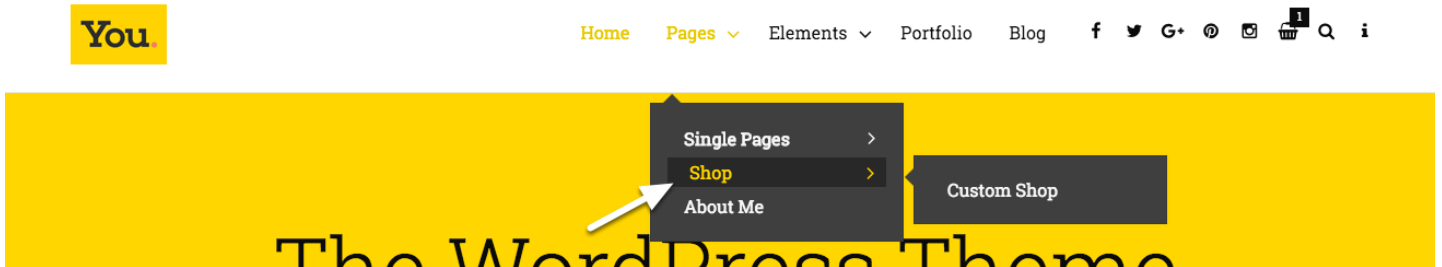 You.
Home Pages Elements Portfolio Blog 1
Single Pages
Shop
About Me
Custom Shop
The WordPress Theme